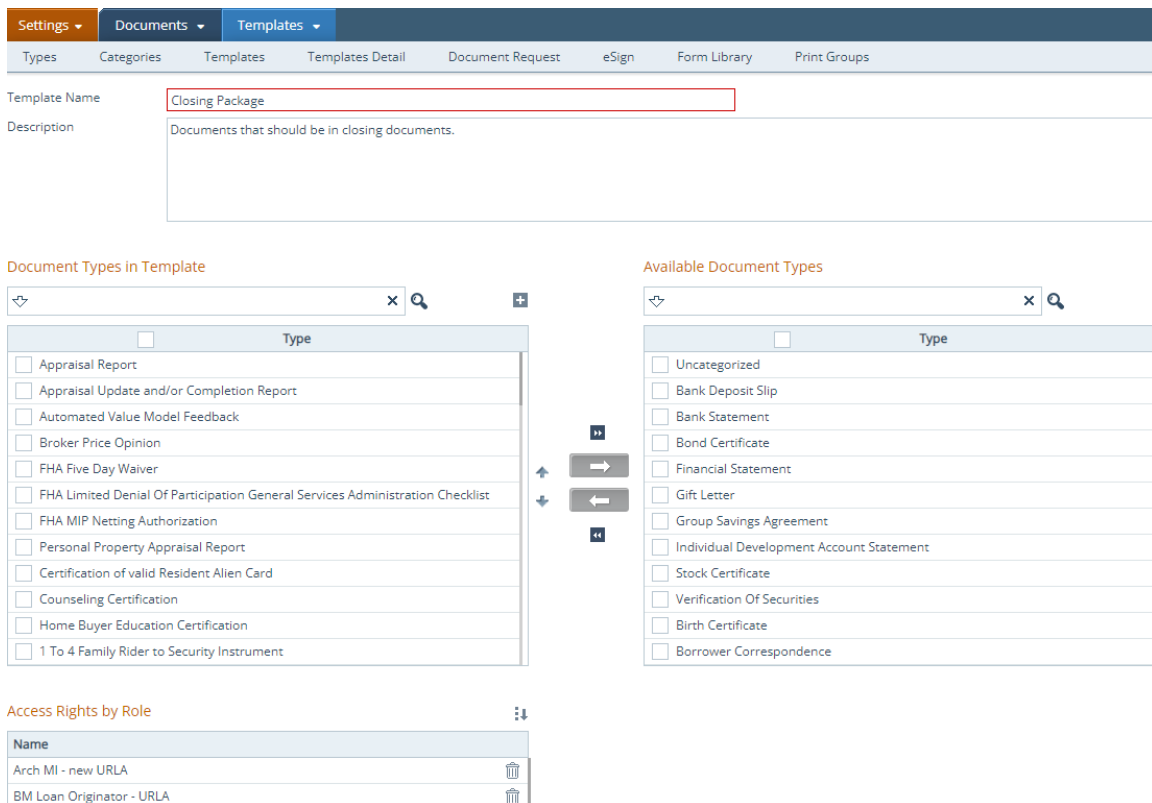 Settings Documents Templates
Types Categories Templates Templates Detail Document Request eSign Form Library Print Groups
Template Name Closing Package
Description Documents that should be in closing documents.
Document Types in Template
Type
Appraisal Report
Appraisal Update and/or Completion Report
Automated Value Model Feedback
Broker Price Opinion
FHA Five Day Waiver
FHA Limited Denial Of Participation General Services Administration Checklist
FHA MIP Netting Authorization
Personal Property Appraisal Report
Certification of valid Resident Alien Card
Counseling Certification
Home Buyer Education Certification
1 To 4 Family Rider to Security Instrument
Available Document Types
Type
Uncategorized
Bank Deposit Slip
Bank Statement
Bond Certificate
Financial Statement
Gift Letter
Group Savings Agreement
Individual Development Account Statement
Stock Certificate
Verification Of Securities
Birth Certificate
Borrower Correspondence
Access Rights by Role
Name
Arch MI - new URLA
BM Loan Originator - URLA